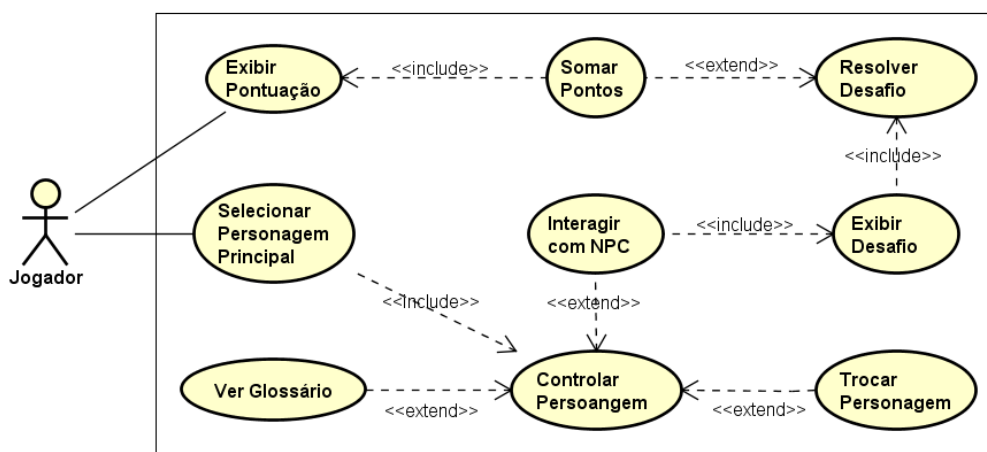 Exibir
Pontuação
<<include>>
Somar
Pontos
<<extend>>
Resolver
Desafio
<<include>>
Jogador
Selecionar
Personagem
Principal
Interagir
com NPC
<<include>>
Exibir
Desafio
<<include>>
<<extend>>
Ver Glossário
<<extend>>
Controlar
Persoangem
<<extend>>
Trocar
Personagem